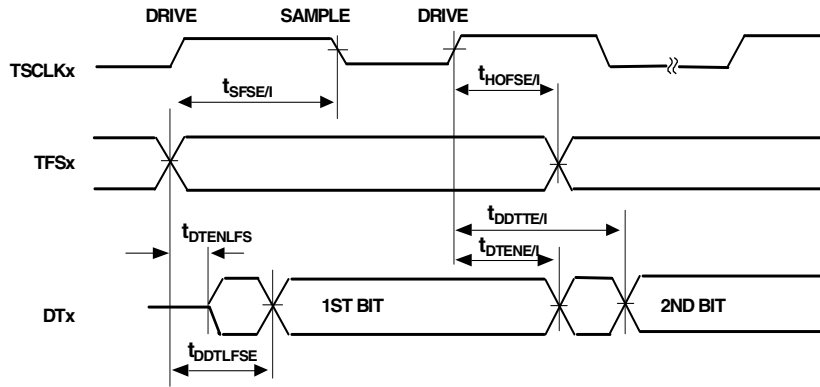 DRIVE SAMPLE DRIVE
TSCLKx
tSFSE/I tHOFSE/I
TFSx
tDDTTE/I
tDTENLFS tDTENE/I
DTx 1ST BIT 2ND BIT
tDDTLFSE